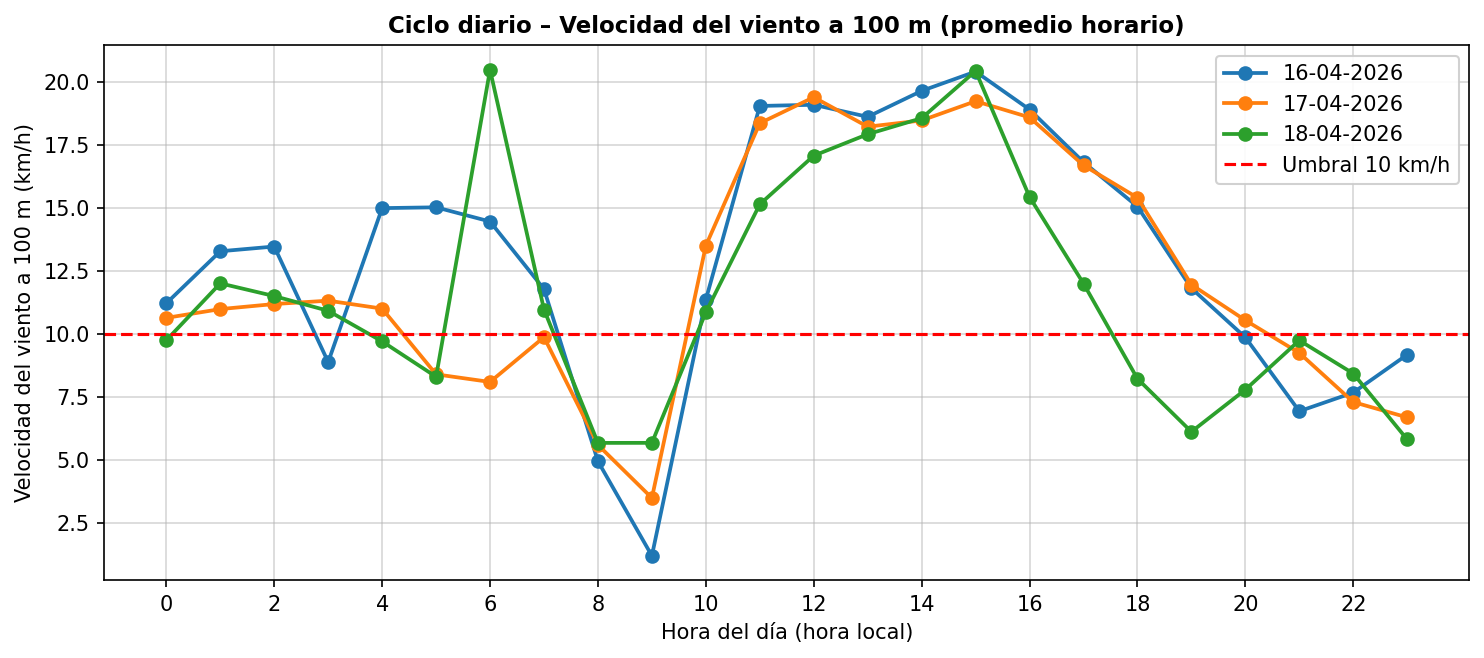 Ciclo diario – Velocidad del viento a 100 m (promedio horario)
Velocidad del viento a 100 m (km/h)
20.0
17.5
15.0
12.5
10.0
7.5
5.0
2.5
16-04-2026
17-04-2026
18-04-2026
Umbral 10 km/h
0 2 4 6 8 10 12 14 16 18 20 22
Hora del día (hora local)